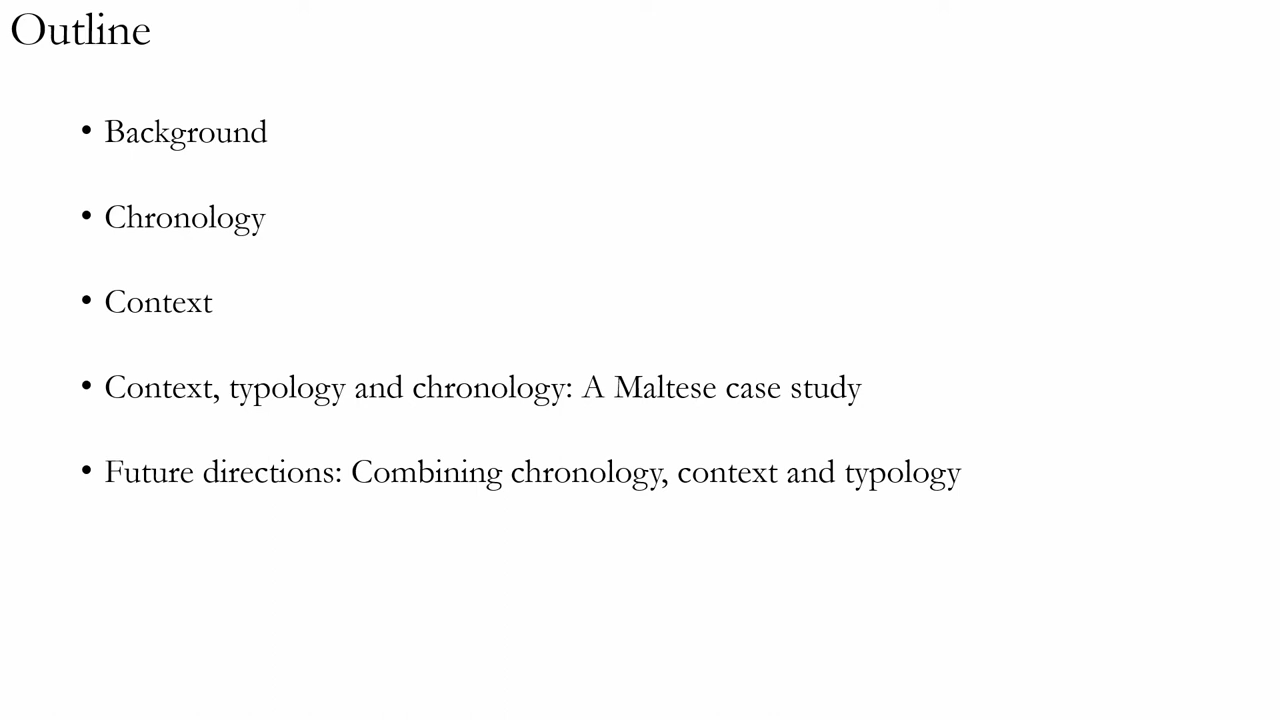 Outline
• Background
• Chronology
• Context
• Context, typology and chronology: A Maltese case study
• Future directions: Combining chronology, context and typology